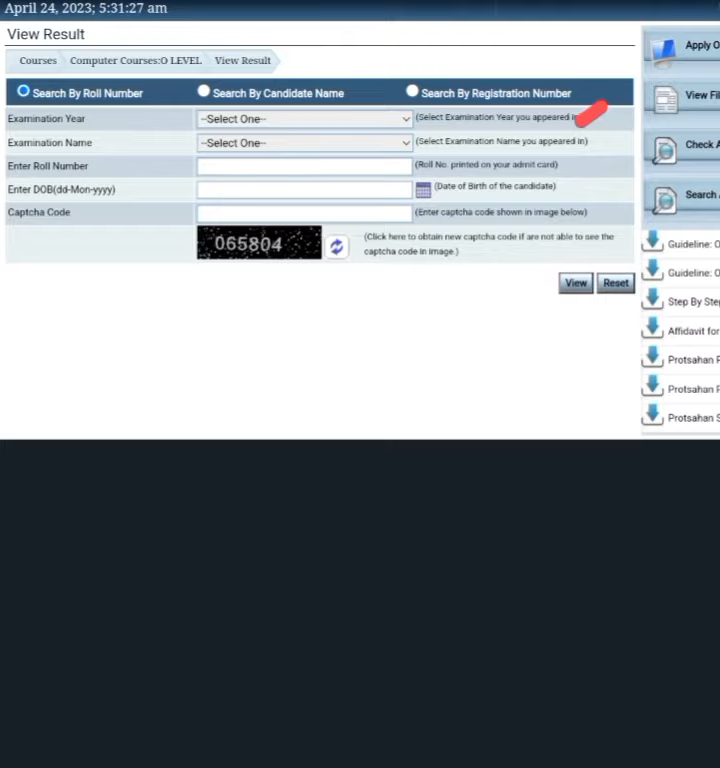 April 24, 2023; 5:31:27 am
View Result
Courses Computer Courses:O LEVEL View Result
Search By Roll Number Search By Candidate Name Search By Registration Number
Examination Year --Select One-- (Select Examination Year you appeared in
Examination Name --Select One-- (Select Examination Name you appeared in)
Enter Roll Number (Roll No. printed on your admit card)
Enter DOB(dd-Mon-yyyy) (Date of Birth of the candidate)
Captcha Code (Enter captcha code shown in image below)
065804 (Click here to obtain new captcha code if are not able to see the
captcha code in image.)
View Reset
Apply O
View Fil
Check A
Search
Guideline: O
Guideline: O
Step By Step
Affidavit for
Protsahan
Protsahan
Protsahan S